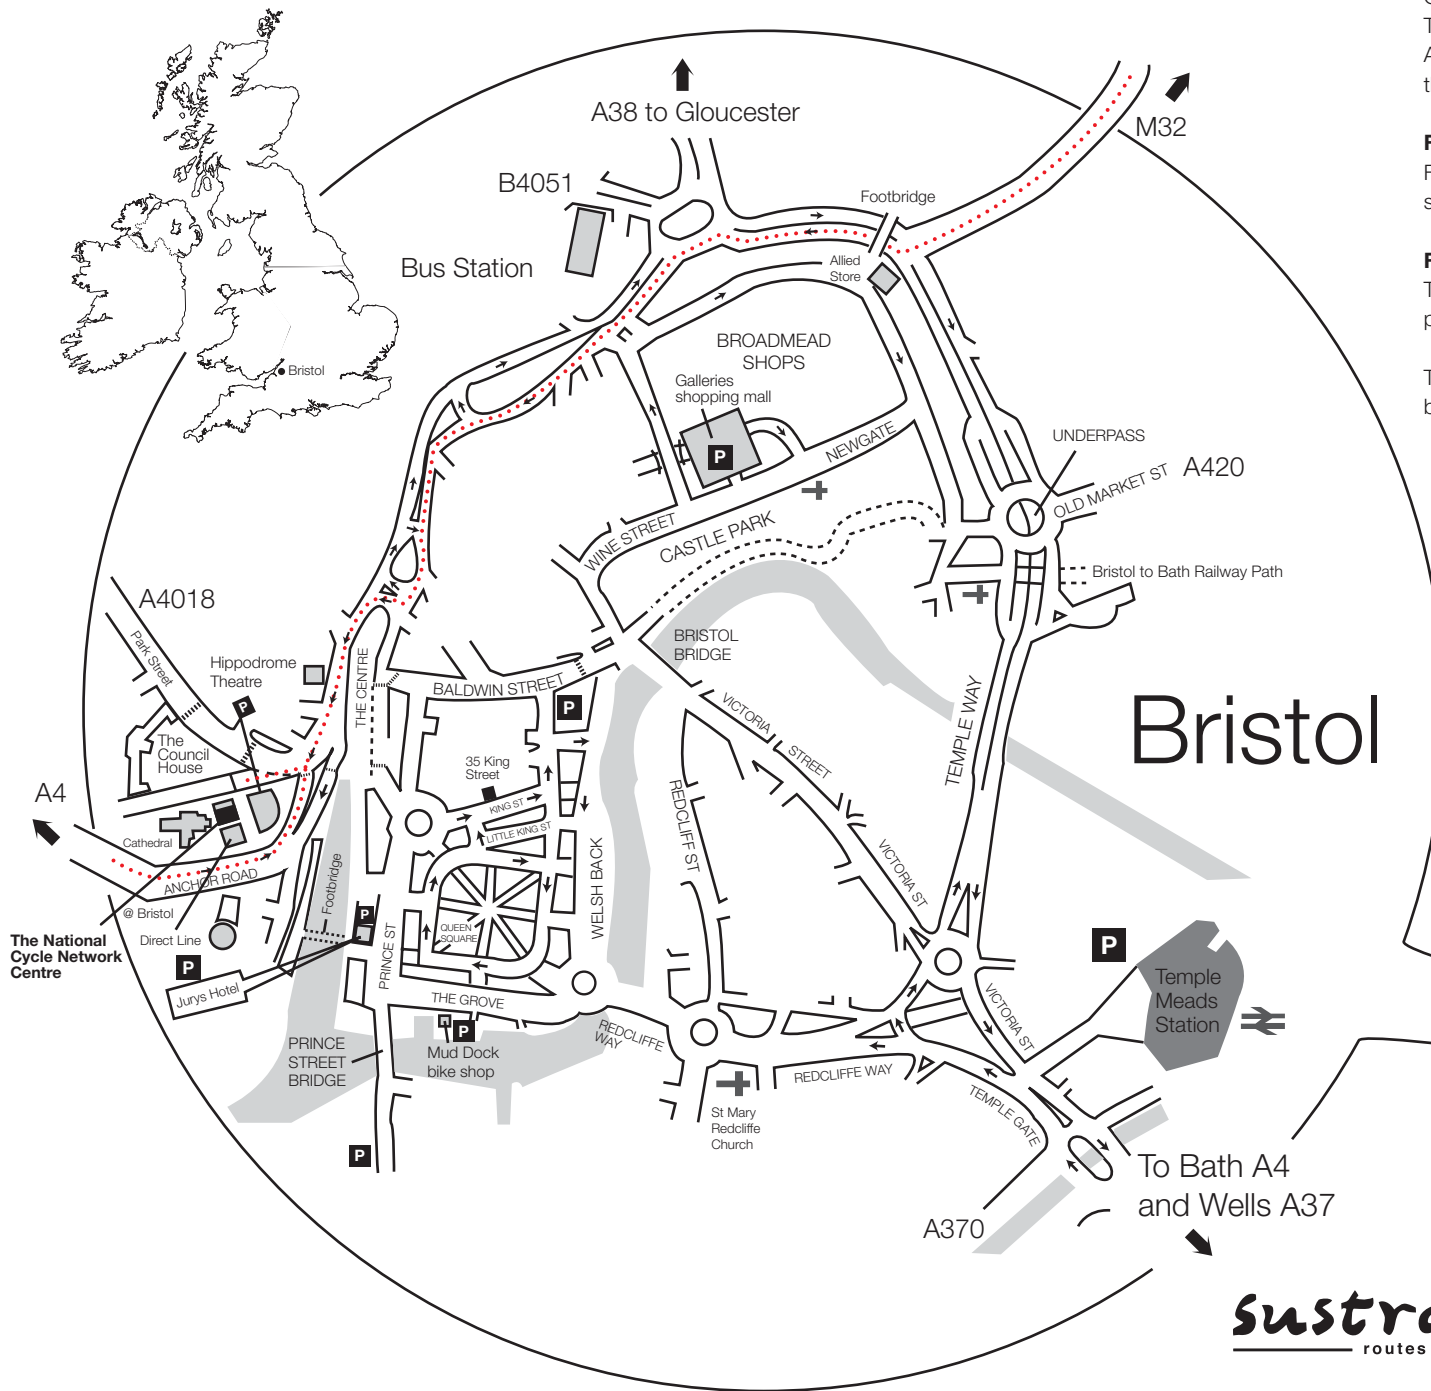 A38 to Gloucester
M32
B4051
Footbridge
Bus Station
Allied
Store
BROADMEAD
SHOPS
Bristol
Galleries
shopping mall
P
NEWGATE
UNDERPASS
OLD MARKET ST
A420
WINE STREET
CASTLE PARK
Bristol to Bath Railway Path
A4018
Park Street
Hippodrome
Theatre
P
THE CENTRE
BALDWIN STREET
P
BRISTOL
BRIDGE
VICTORIA
STREET
TEMPLE WAY
Bristol
The
Council
House
35 King
Street
KING ST
LITTLE KING ST
REDCLIFF ST
A4
Cathedral
ANCHOR ROAD
Footbridge
WELSH BACK
VICTORIA ST
@ Bristol
Direct Line
The National
Cycle Network
Centre
P
P
PRINCE ST
QUEEN
SQUARE
Jurys Hotel
THE GROVE
P
Temple
Meads
Station
VICTORIA ST
PRINCE
STREET
BRIDGE
P
Mud Dock
bike shop
REDCLIFFE
WAY
REDCLIFFE WAY
TEMPLE GATE
St Mary
Redcliffe
Church
P
To Bath A4
and Wells A37
A370
routes